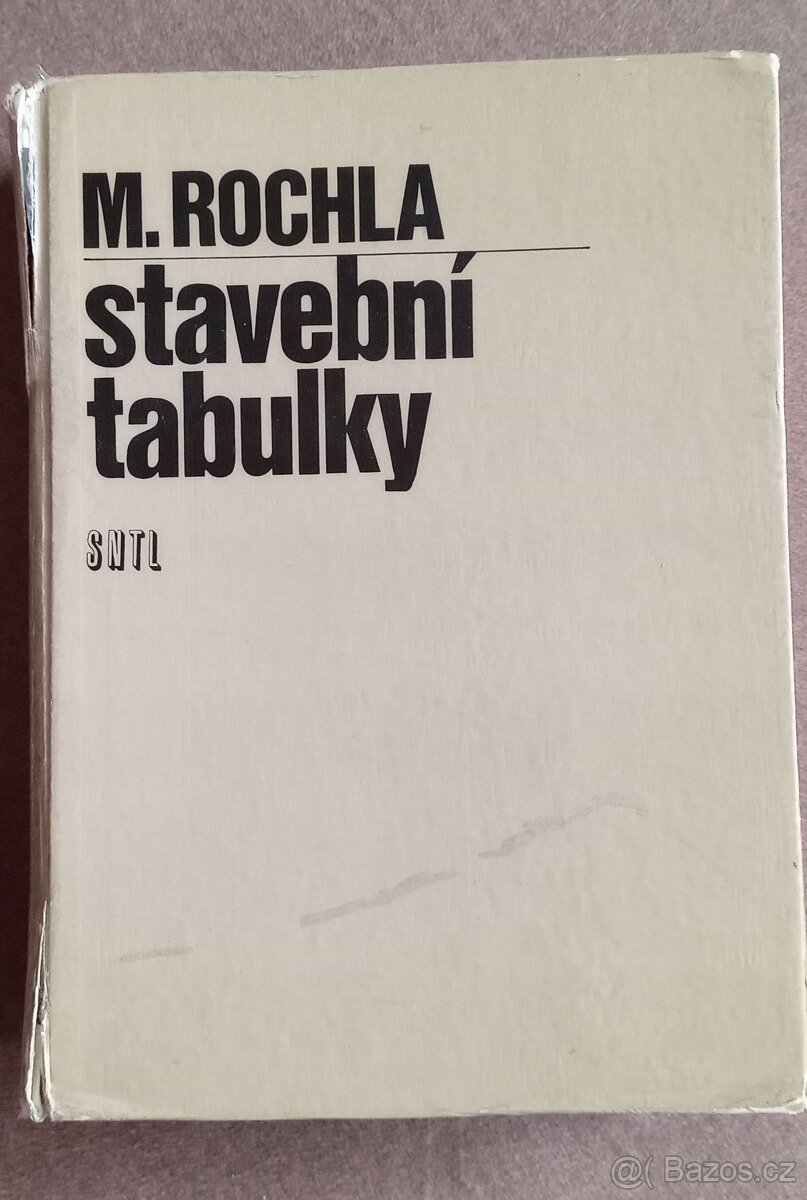 M. ROCHLA
stavební
tabulky
SNTL
@( Bazos.cz